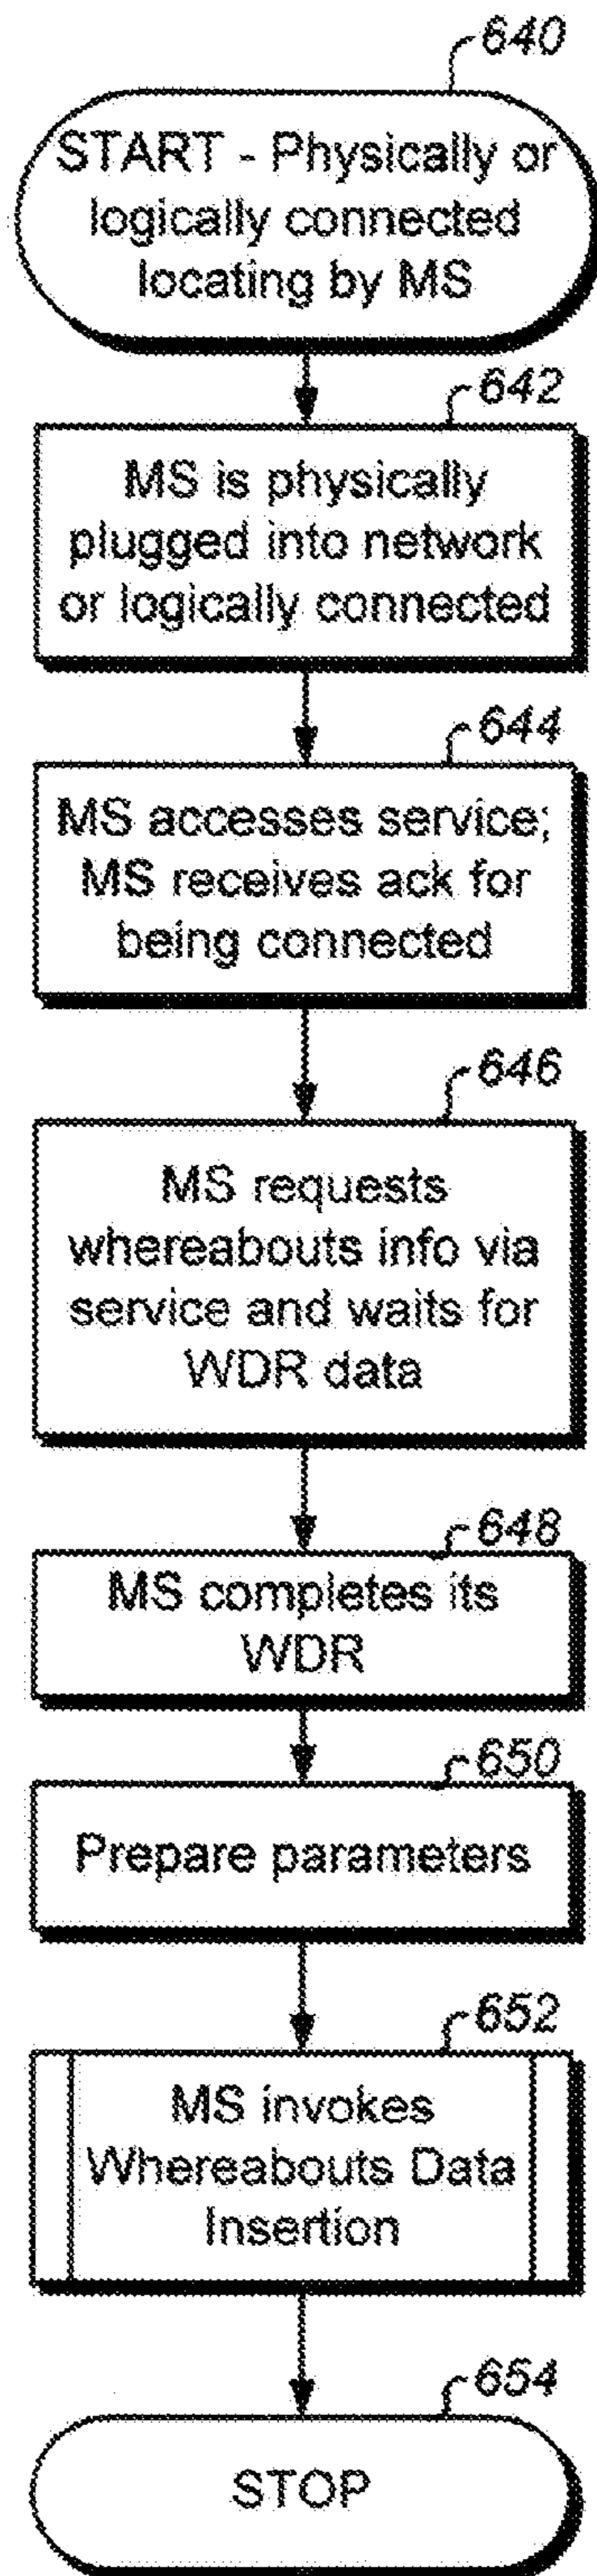 640
START - Physically or
logically connected
locating by MS
642
MS is physically
plugged into network
or logically connected
644
MS accesses service;
MS receives ack for
being connected
646
MS requests
whereabouts info via
service and waits for
WDR data
648
MS completes its
WDR
650
Prepare parameters
652
MS invokes
Whereabouts Data
Insertion
654
STOP